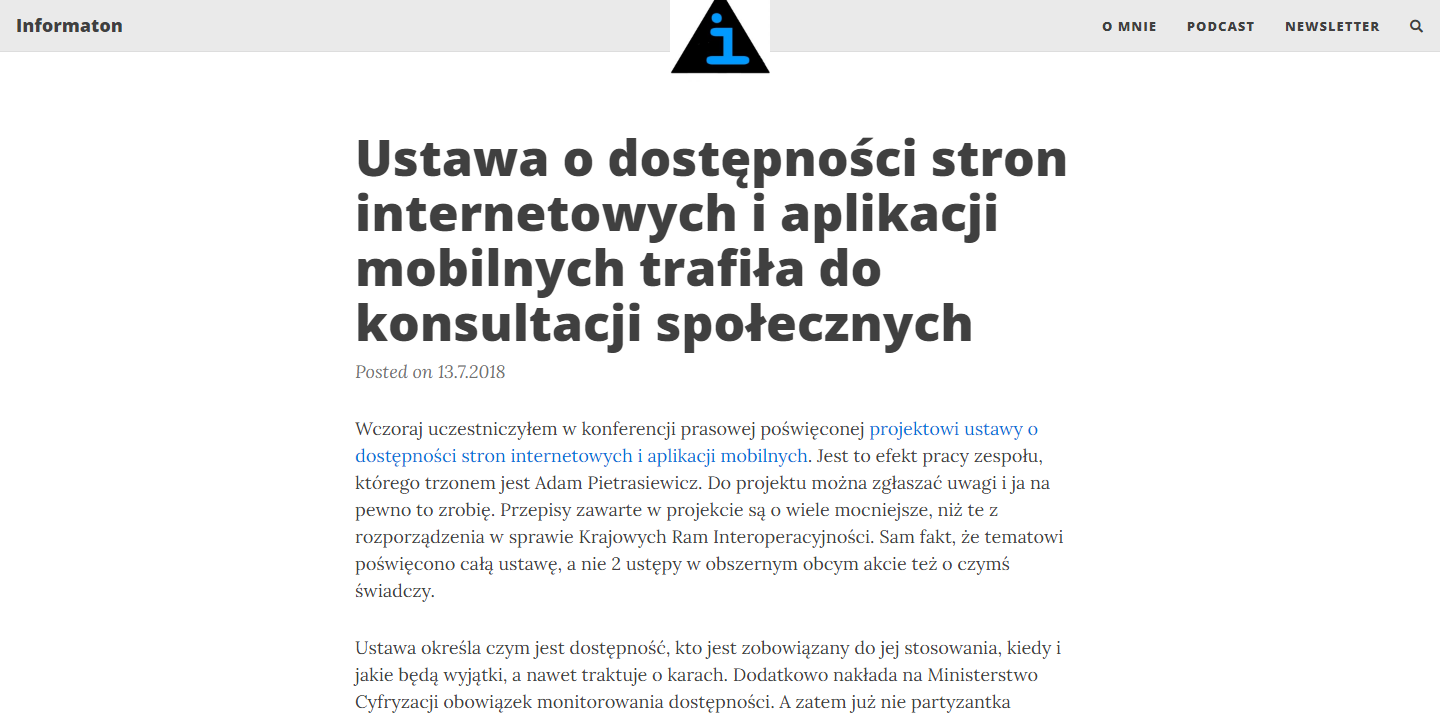 Informaton
i
O MNIE
PODCAST
NEWSLETTER
Ustawa o dostępności stron
internetowych i aplikacji
mobilnych trafiła do
konsultacji społecznych
Posted on 13.7.2018
Wczoraj uczestniczyłem w konferencji prasowej poświęconej projektowi ustawy o
dostępności stron internetowych i aplikacji mobilnych. Jest to efekt pracy zespołu,
którego trzonem jest Adam Pietrasiewicz. Do projektu można zgłaszać uwagi i ja na
pewno to zrobię. Przepisy zawarte w projekcie są o wiele mocniejsze, niż te z
rozporządzenia w sprawie Krajowych Ram Interoperacyjności. Sam fakt, że tematowi
poświęcono całą ustawę, a nie 2 ustępy w obszernym obcym akcie też o czymś
świadczy.
Ustawa określa czym jest dostępność, kto jest zobowiązany do jej stosowania, kiedy i
jakie będą wyjątki, a nawet traktuje o karach. Dodatkowo nakłada na Ministerstwo
Cyfryzacji obowiązek monitorowania dostępności. A zatem już nie partyzantka